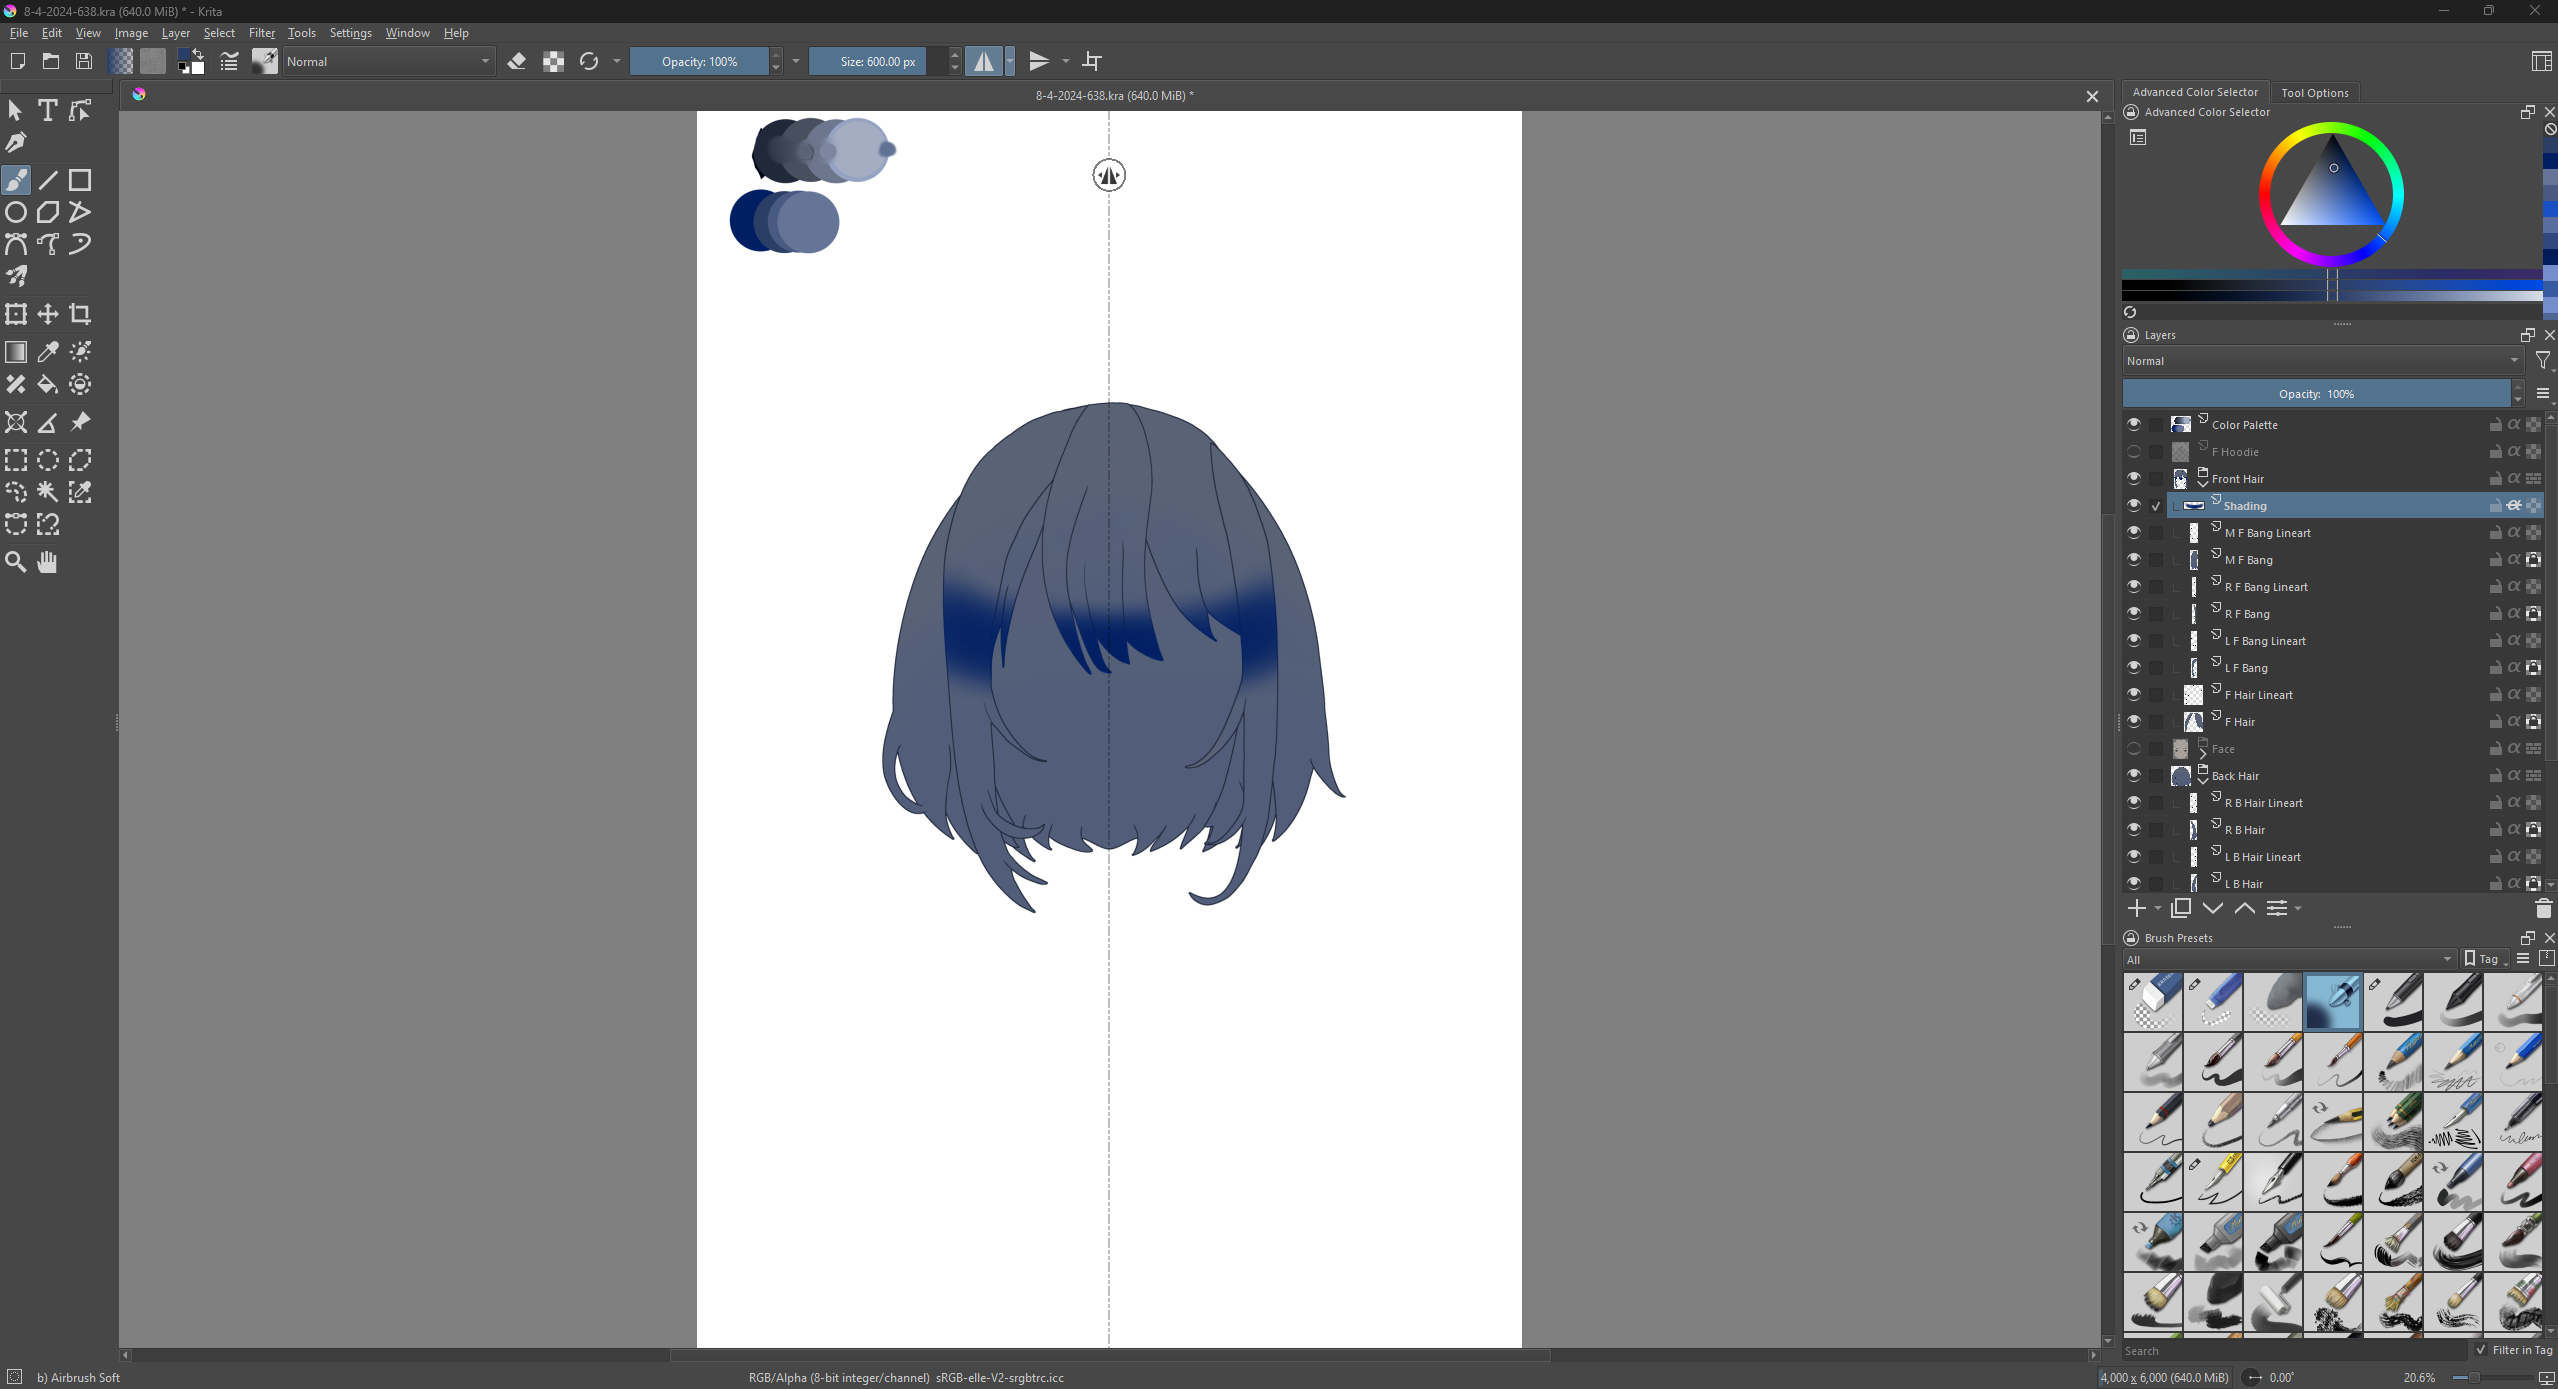 8-4-2024-638.kra (640.0 MiB) * - Krita
File Edit View Image Layer Select Filter Tools Settings Window Help
Normal
Opacity: 100%
Size: 600.00 px
8-4-2024-638.kra (640.0 MiB) *
Advanced Color Selector
Tool Options
Advanced Color Selector
Layers
Normal
Opacity: 100%
Color Palette
F Hoodie
Front Hair
Shading
M F Bang Lineart
M F Bang
R F Bang Lineart
R F Bang
L F Bang Lineart
L F Bang
F Hair Lineart
F Hair
Face
Back Hair
R B Hair Lineart
R B Hair
L B Hair Lineart
L B Hair
Brush Presets
All
Tag
Search
Filter in Tag
b) Airbrush Soft
RGB/Alpha (8-bit integer/channel) sRGB-elle-V2-srgbtrc.icc
4,000 x 6,000 (640.0 MiB)
0.00°
20.6%